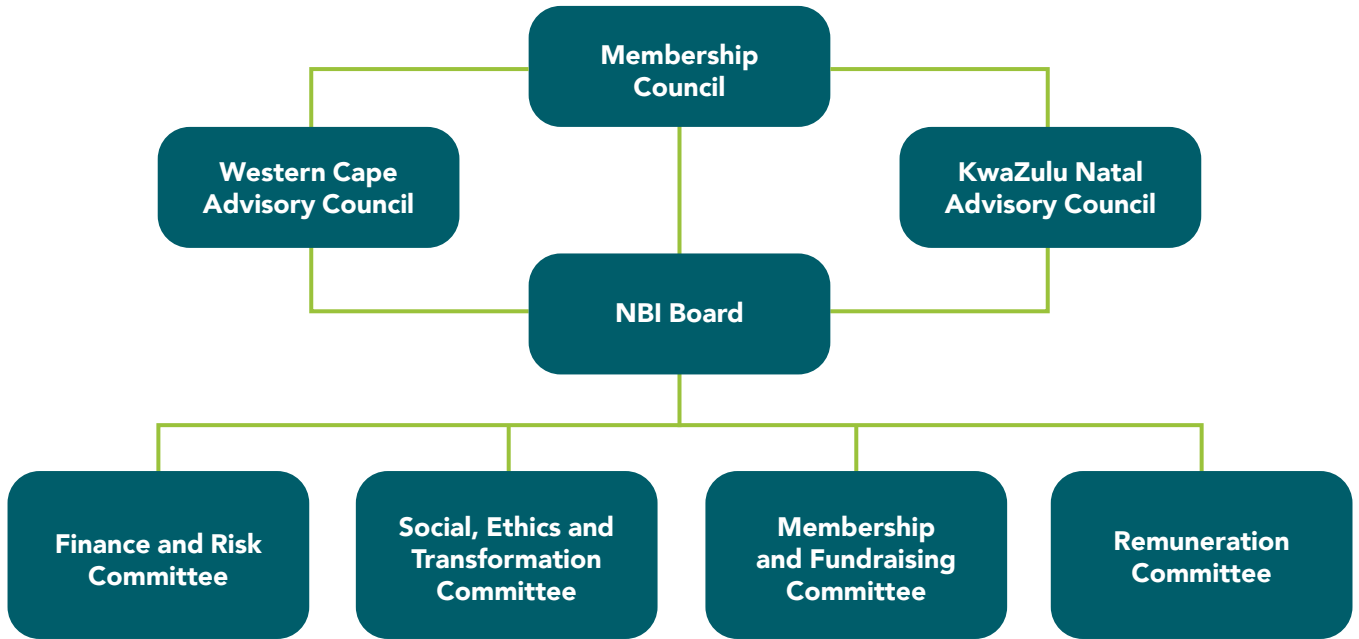 Membership
Council
Western Cape
Advisory Council
KwaZulu Natal
Advisory Council
NBI Board
Finance and Risk
Committee
Social, Ethics and
Transformation
Committee
Membership
and Fundraising
Committee
Remuneration
Committee